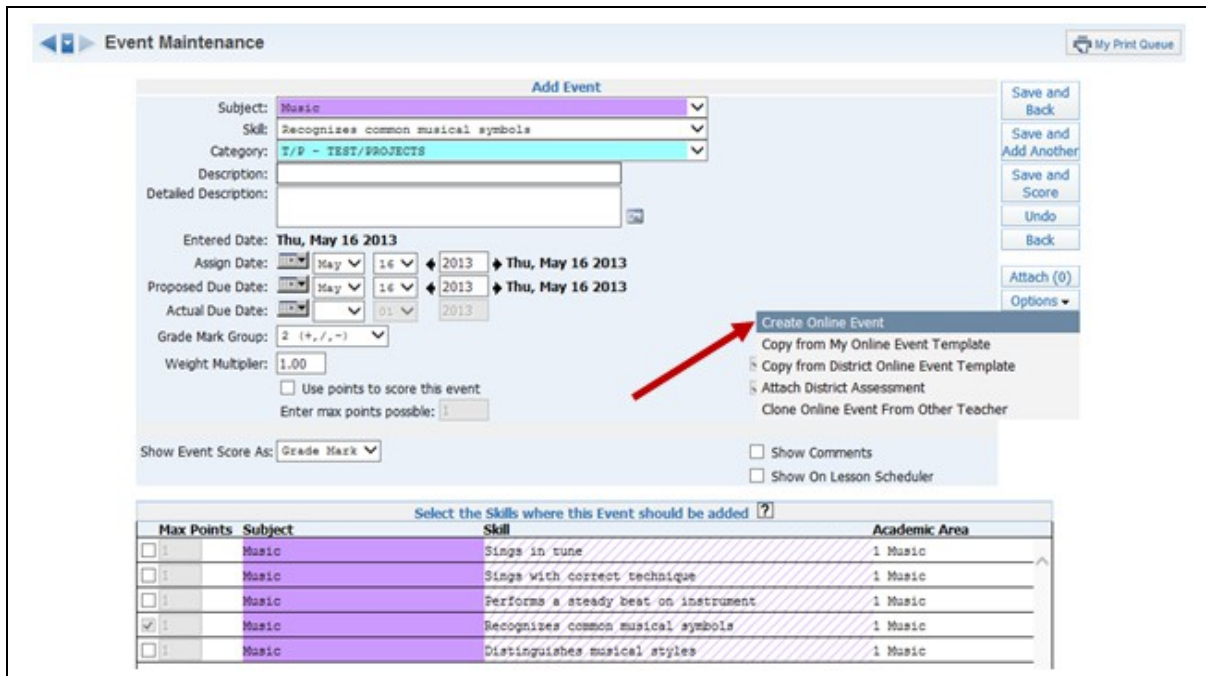 Event Maintenance
My Print Queue
Add Event
Subject: Music
Skill: Recognizes common musical symbols
Category: T/P - TEST/PROJECTS
Description:
Detailed Description:
Entered Date: Thu, May 16 2013
Assign Date: May 16 2013 Thu, May 16 2013
Proposed Due Date: May 16 2013 Thu, May 16 2013
Actual Due Date: 01 2013
Grade Mark Group: 2 (+,/,-)
Weight Multiplier: 1.00
Use points to score this event
Enter max points possible: 1
Show Event Score As: Grade Mark
Show Comments
Show On Lesson Scheduler
Save and
Back
Save and
Add Another
Save and
Score
Undo
Back
Attach (0)
Options
Create Online Event
Copy from My Online Event Template
Copy from District Online Event Template
Attach District Assessment
Clone Online Event From Other Teacher
Select the Skills where this Event should be added ?
Max Points Subject Skill Academic Area
1 Music Sings in tune 1 Music
1 Music Sings with correct technique 1 Music
1 Music Performs a steady beat on instrument 1 Music
1 Music Recognizes common musical symbols 1 Music
1 Music Distinguishes musical styles 1 Music